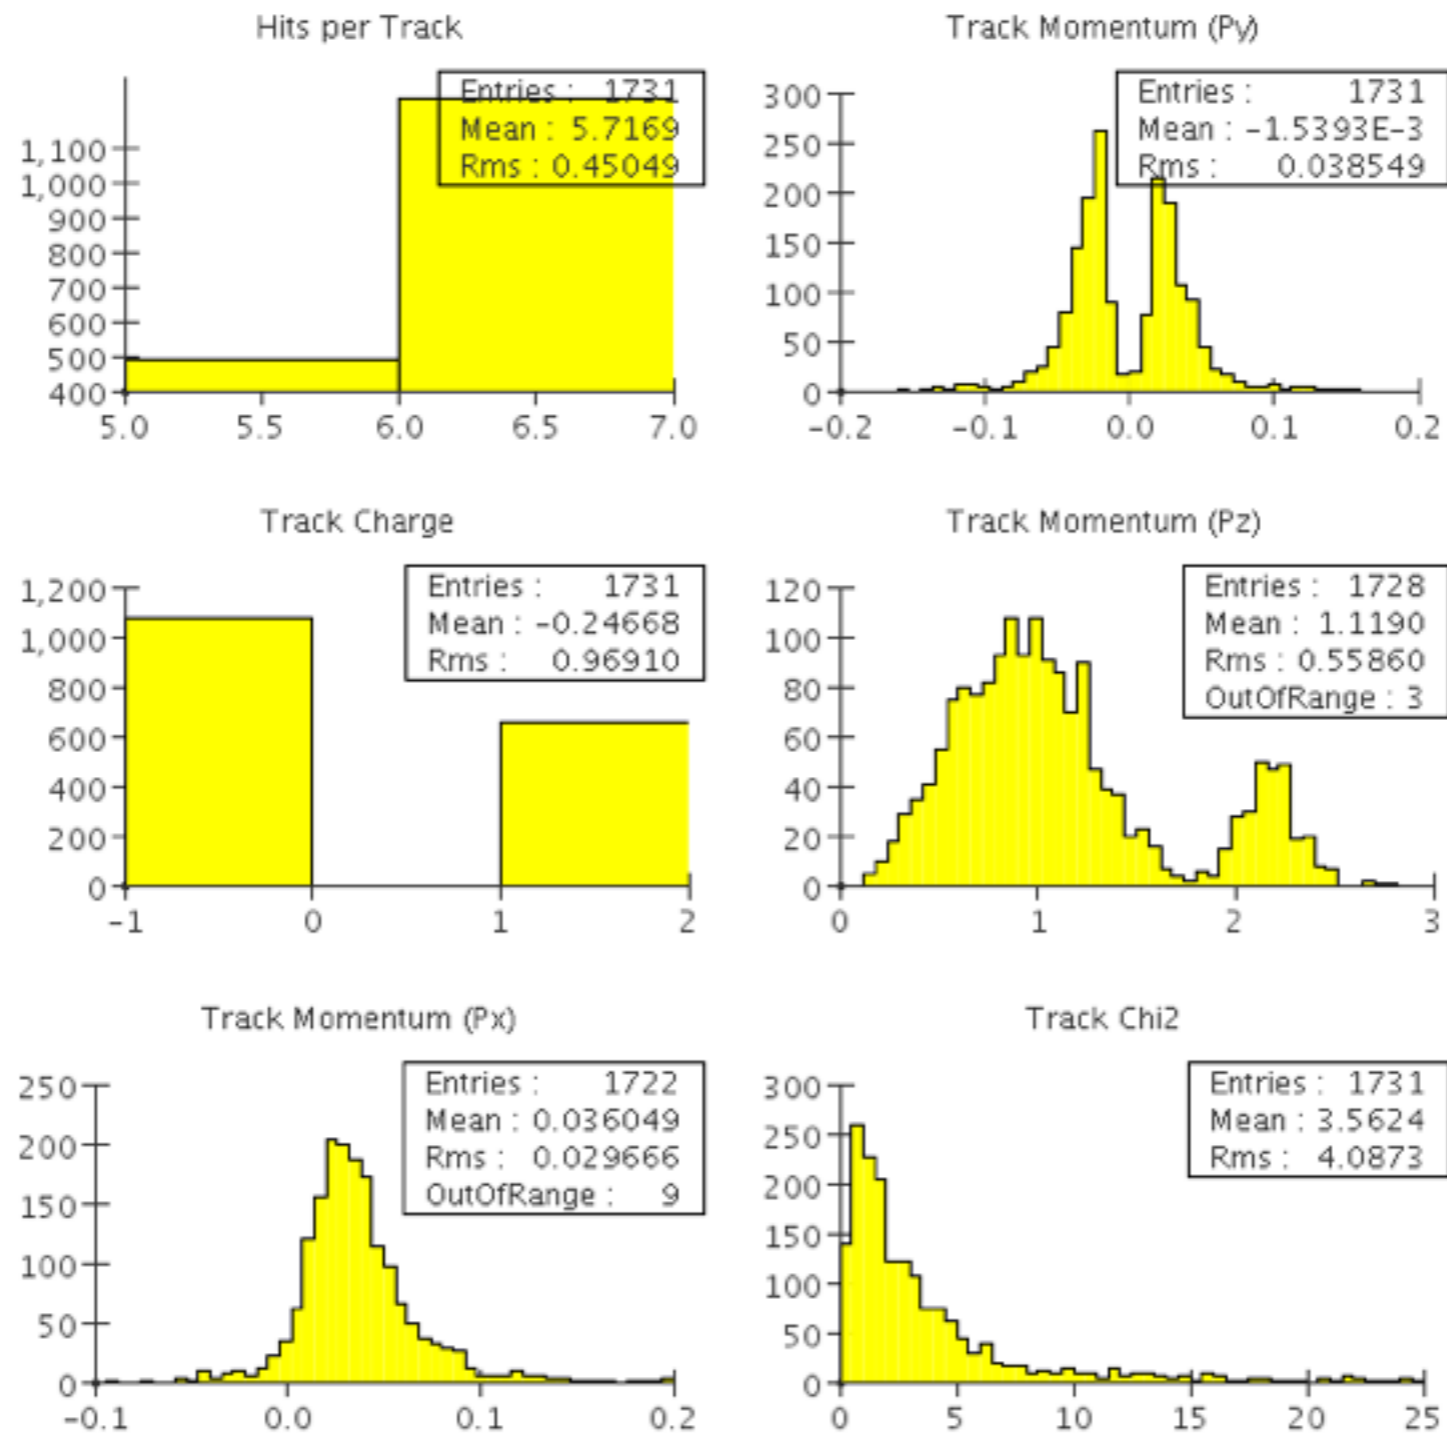 Hits per Track
Entries : 1731
Mean : 5.7169
Rms : 0.45049
1,100
1,000
900
800
700
600
500
400
5.0 5.5 6.0 6.5 7.0
Track Momentum (Py)
Entries : 1731
Mean : -1.5393E-3
Rms : 0.038549
300
250
200
150
100
50
0
-0.2 -0.1 0.0 0.1 0.2
Track Charge
Entries : 1731
Mean : -0.24668
Rms : 0.96910
1,200
1,000
800
600
400
200
0
-1 0 1 2
Track Momentum (Pz)
Entries : 1728
Mean : 1.1190
Rms : 0.55860
OutOfRange : 3
120
100
80
60
40
20
0
0 1 2 3
Track Momentum (Px)
Entries : 1722
Mean : 0.036049
Rms : 0.029666
OutOfRange : 9
250
200
150
100
50
0
-0.1 0.0 0.1 0.2
Track Chi2
Entries : 1731
Mean : 3.5624
Rms : 4.0873
300
250
200
150
100
50
0
0 5 10 15 20 25